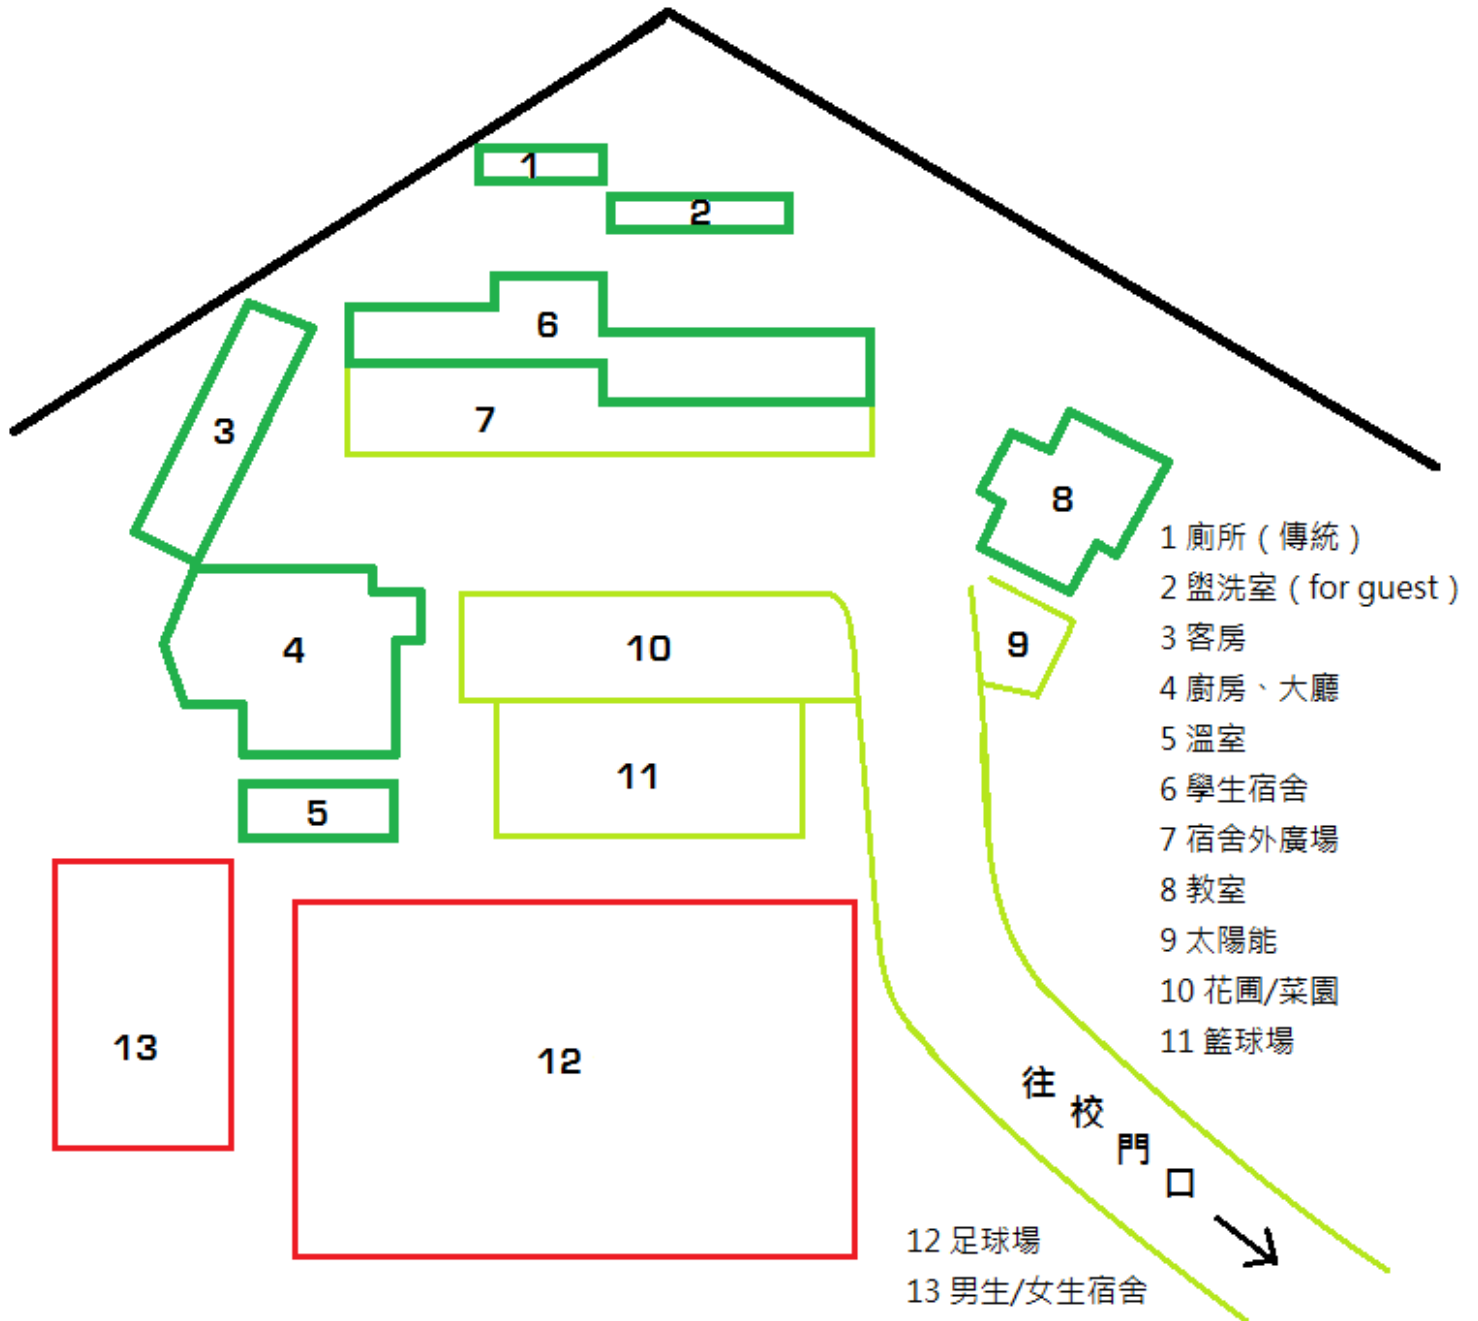 1
2
6
7
3
8
4
9
10
11
5
13
12
1 廁所（傳統）
2 盥洗室（for guest）
3 客房
4 廚房、大廳
5 溫室
6 學生宿舍
7 宿舍外廣場
8 教室
9 太陽能
10 花圃/菜園
11 籃球場
往校門口
12 足球場
13 男生/女生宿舍